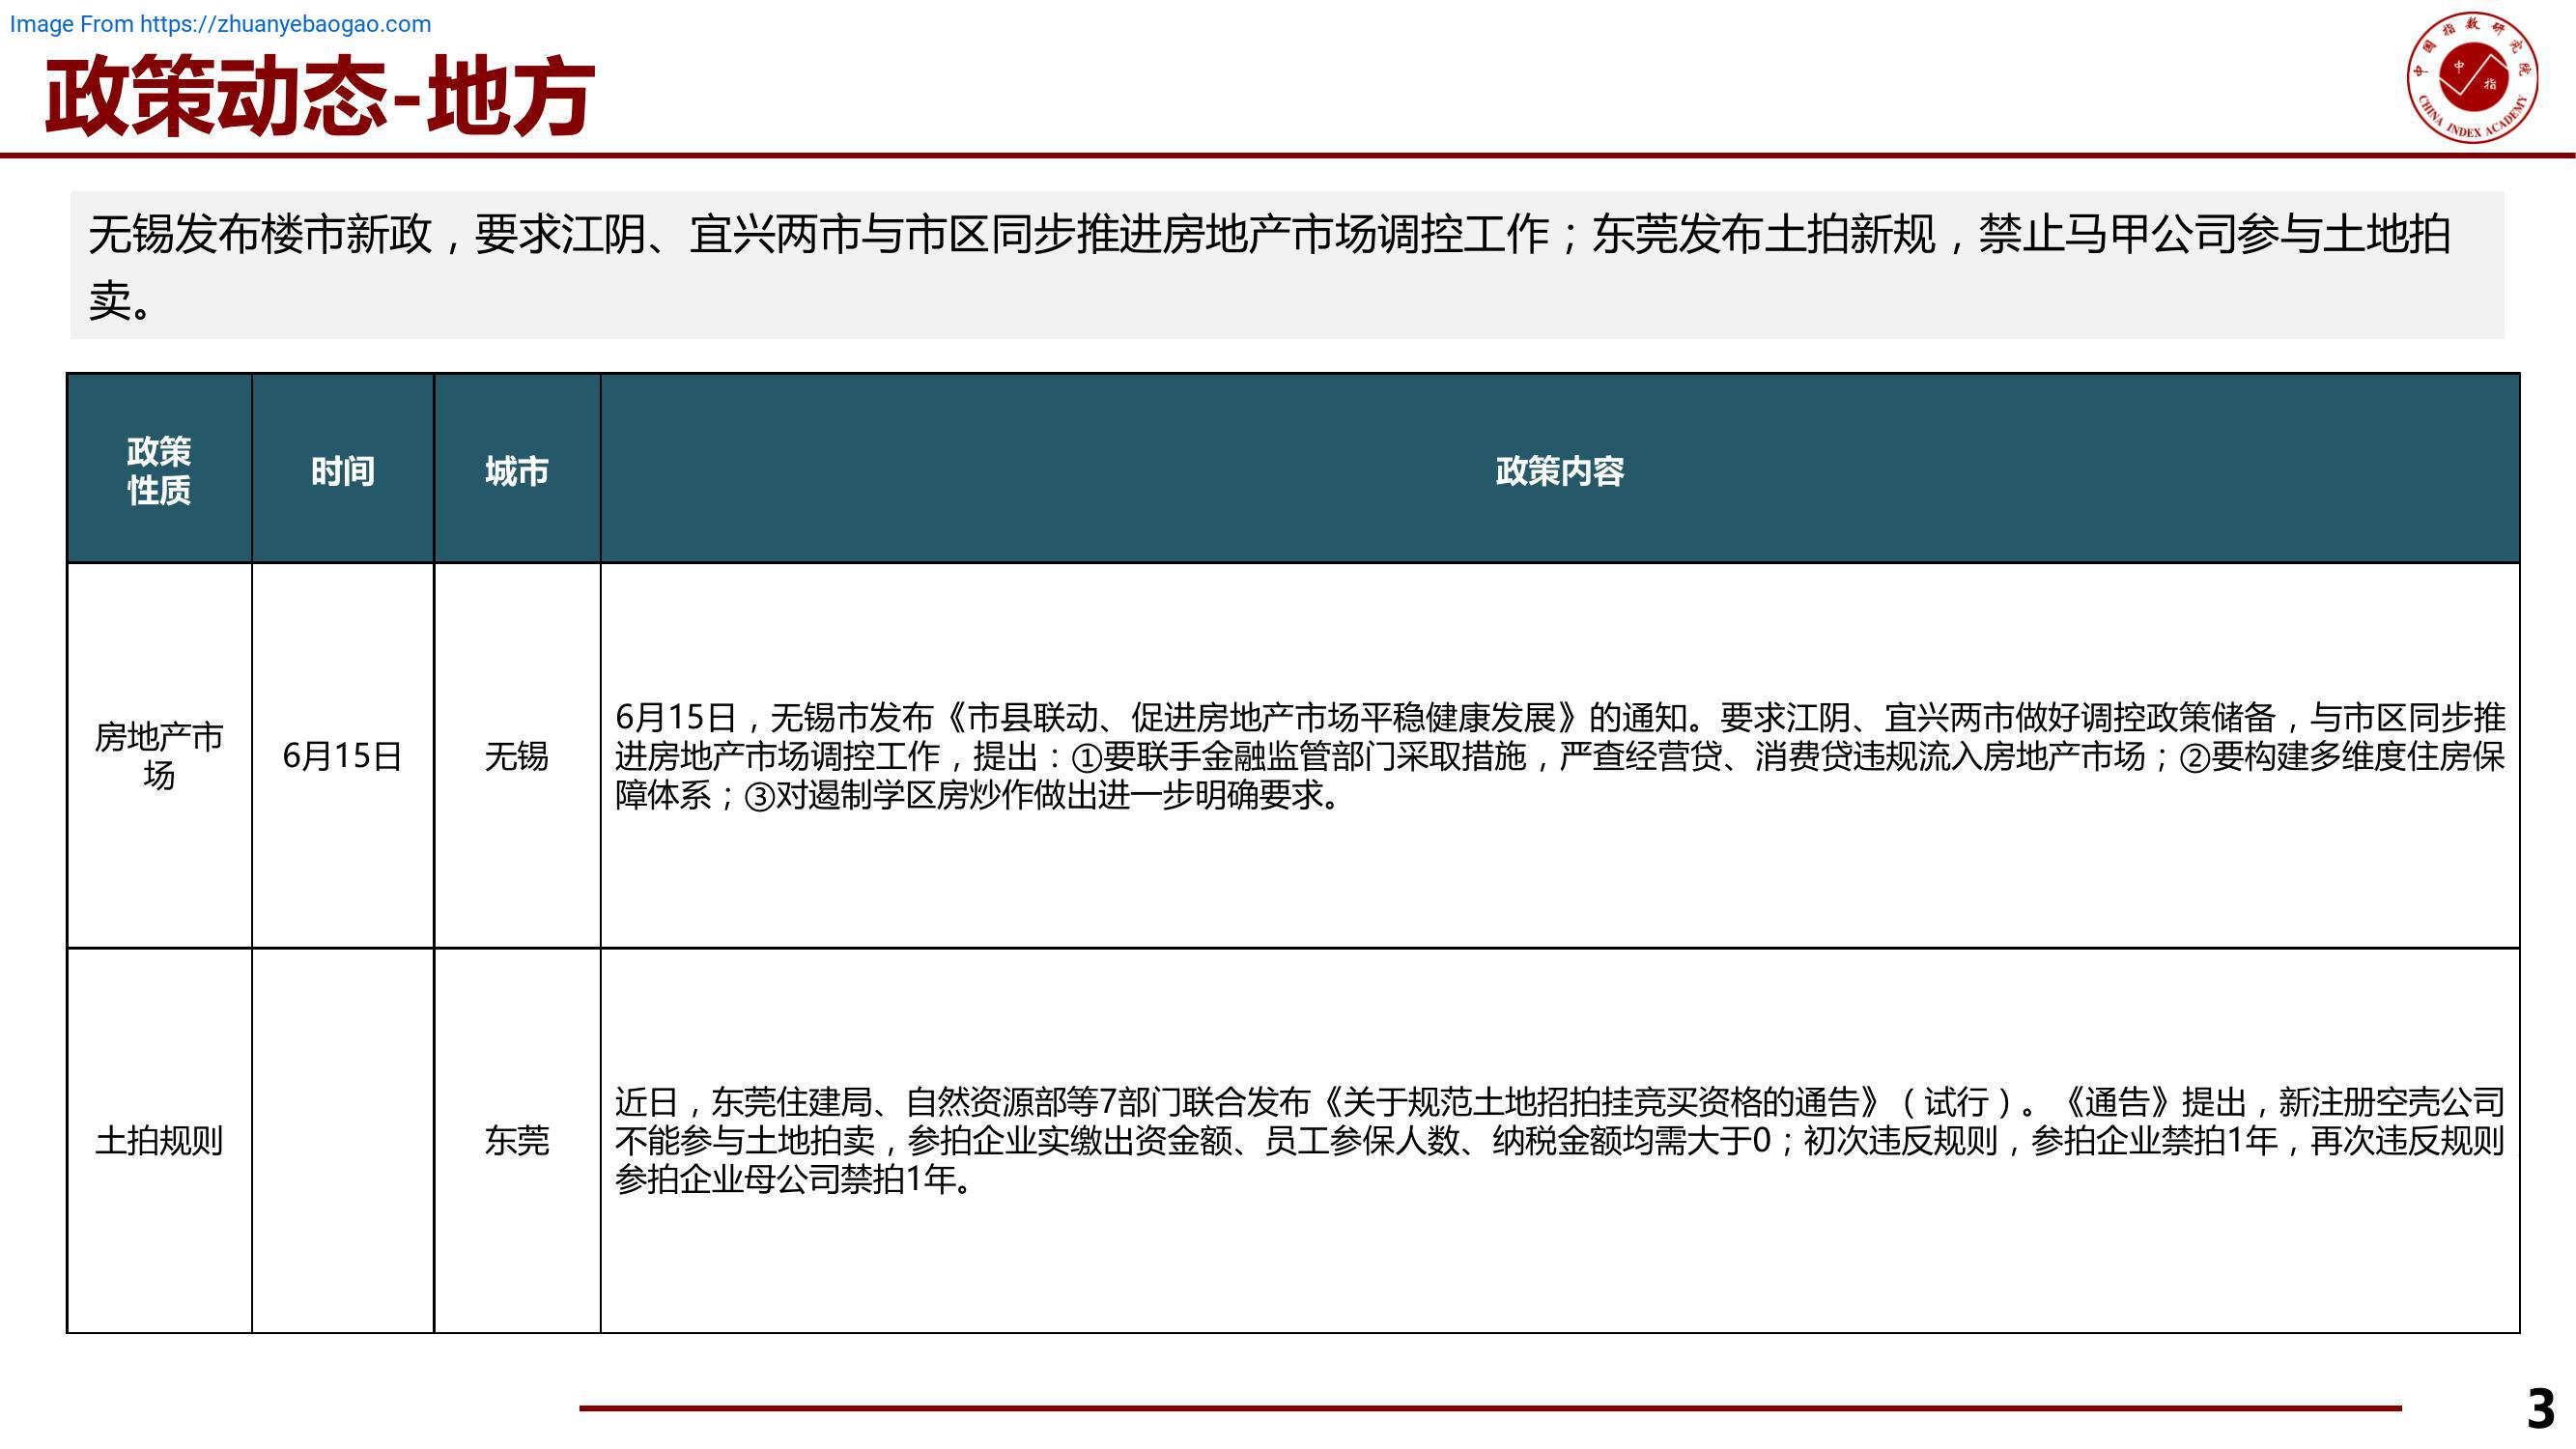 Image From https://zhuanyebaogao.com
政策动态-地方
中国指数研究院
中指
CHINA INDEX ACADEMY
无锡发布楼市新政，要求江阴、宜兴两市与市区同步推进房地产市场调控工作；东莞发布土拍新规，禁止马甲公司参与土地拍
卖。
政策
性质
时间
城市
政策内容
房地产市
场
6月15日
无锡
6月15日，无锡市发布《市县联动、促进房地产市场平稳健康发展》的通知。要求江阴、宜兴两市做好调控政策储备，与市区同步推
进房地产市场调控工作，提出：①要联手金融监管部门采取措施，严查经营贷、消费贷违规流入房地产市场；②要构建多维度住房保
障体系；③对遏制学区房炒作做出进一步明确要求。
土拍规则
东莞
近日，东莞住建局、自然资源部等7部门联合发布《关于规范土地招拍挂竞买资格的通告》（试行）。《通告》提出，新注册空壳公司
不能参与土地拍卖，参拍企业实缴出资金额、员工参保人数、纳税金额均需大于0；初次违反规则，参拍企业禁拍1年，再次违反规则
参拍企业母公司禁拍1年。
3